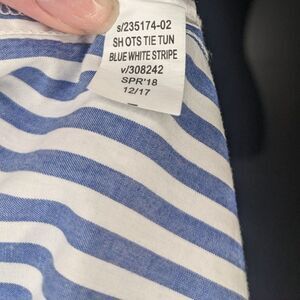 s/235174-02
SH OTS TIE TUN
BLUE WHITE STRIPE
v/308242
SPR'18
12/17